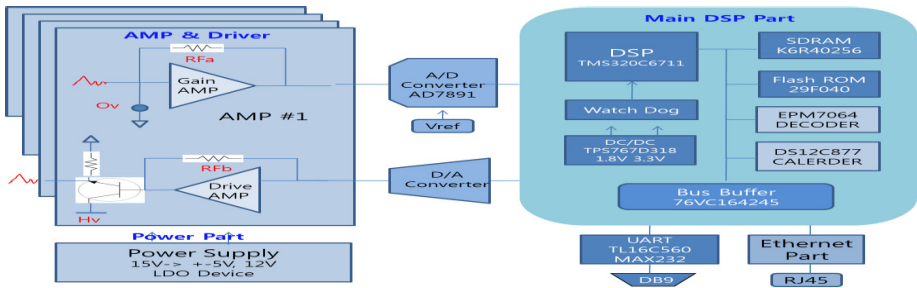 AMP & Driver
RFa
Gain
AMP
Ov
AMP #1
RFb
Drive
AMP
Hv
Power Part
Power Supply
15V-> +-5V, 12V
LDO Device
A/D
Converter
AD7891
Vref
D/A
Converter
Main DSP Part
DSP
TMS320C6711
Watch Dog
DC/DC
TPS767D318
1.8V 3.3V
SDRAM
K6R40256
Flash ROM
29F040
EPM7064
DECODER
DS12C877
CALERDER
Bus Buffer
76VC164245
UART
TL16C560
MAX232
DB9
Ethernet
Part
RJ45